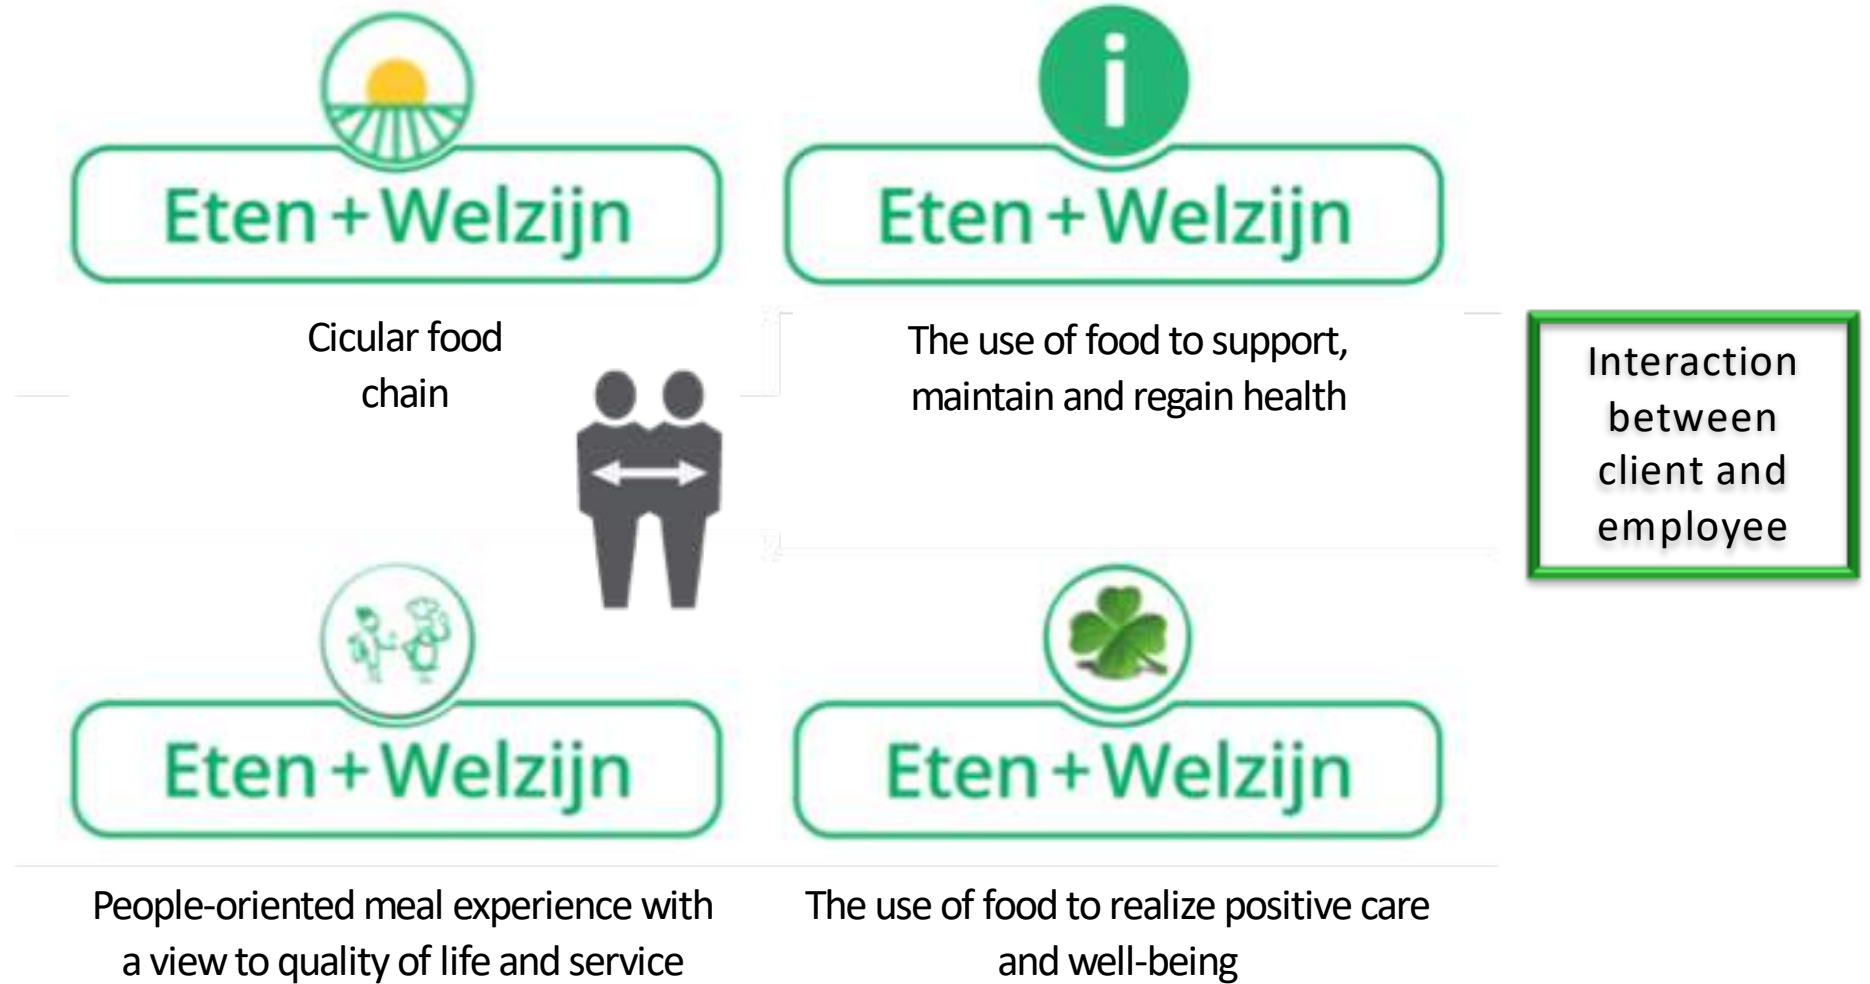 i
Eten + Welzijn
Cicular food
chain
i
Eten + Welzijn
The use of food to support,
maintain and regain health
Interaction
between
client and
employee
Eten + Welzijn
People-oriented meal experience with
a view to quality of life and service
Eten + Welzijn
The use of food to realize positive care
and well-being